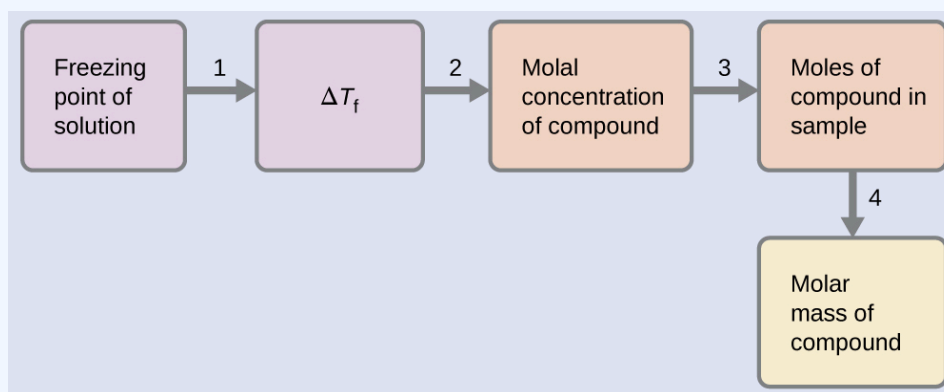 Freezing
point of
solution
1
ΔTf
2
Molal
concentration
of compound
3
Moles of
compound in
sample
4
Molar
mass of
compound